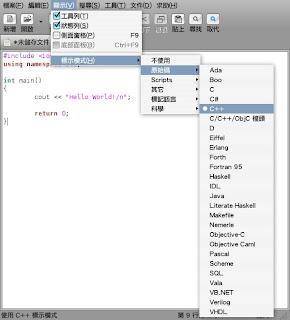 檔案(F) 編輯(E) 顯示(V) 搜尋(S) 工具(T) 文件(D) 求助(H)
新增 開啟 貼上 尋找 取代
工具列(T)
狀態列(S)
側面窗格(P) F9
底部面板(B) Ctrl+F9
標示模式(H)
不使用
原始碼
Scripts
其它
標記語言
科學
Ada
Boo
C
C#
C++
C/C++/ObjC 標頭
D
Eiffel
Erlang
Forth
Fortran 95
Haskell
IDL
Java
Literate Haskell
Makefile
Nemerle
Objective-C
Objective Caml
Pascal
Scheme
SQL
Vala
VB.NET
Verilog
VHDL
*未儲存文件
#include <io
using names
int main()
{
cout << "Hello World!/n";
return 0;
}
使用 C++ 標示模式
第 9 行